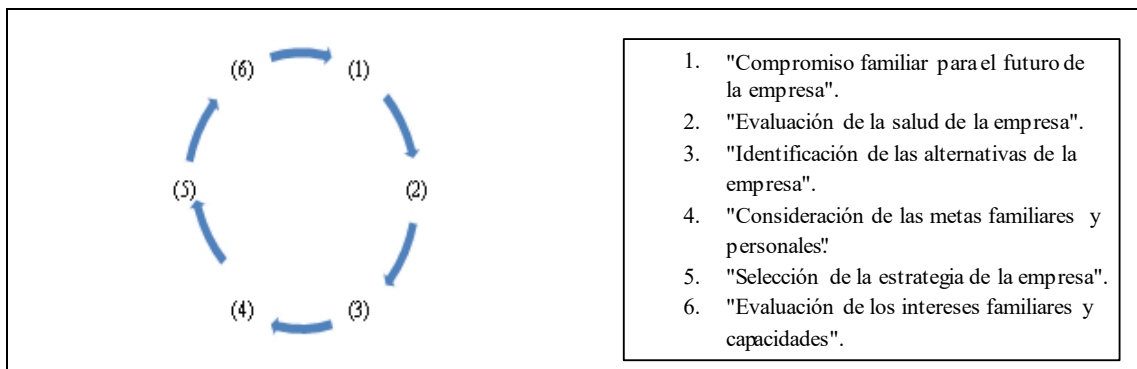 (6) (1)
(5) (2)
(4) (3)
1. "Compromiso familiar para el futuro de
la empresa".
2. "Evaluación de la salud de la empresa".
3. "Identificación de las alternativas de la
empresa".
4. "Consideración de las metas familiares y
personales".
5. "Selección de la estrategia de la empresa".
6. "Evaluación de los intereses familiares y
capacidades".